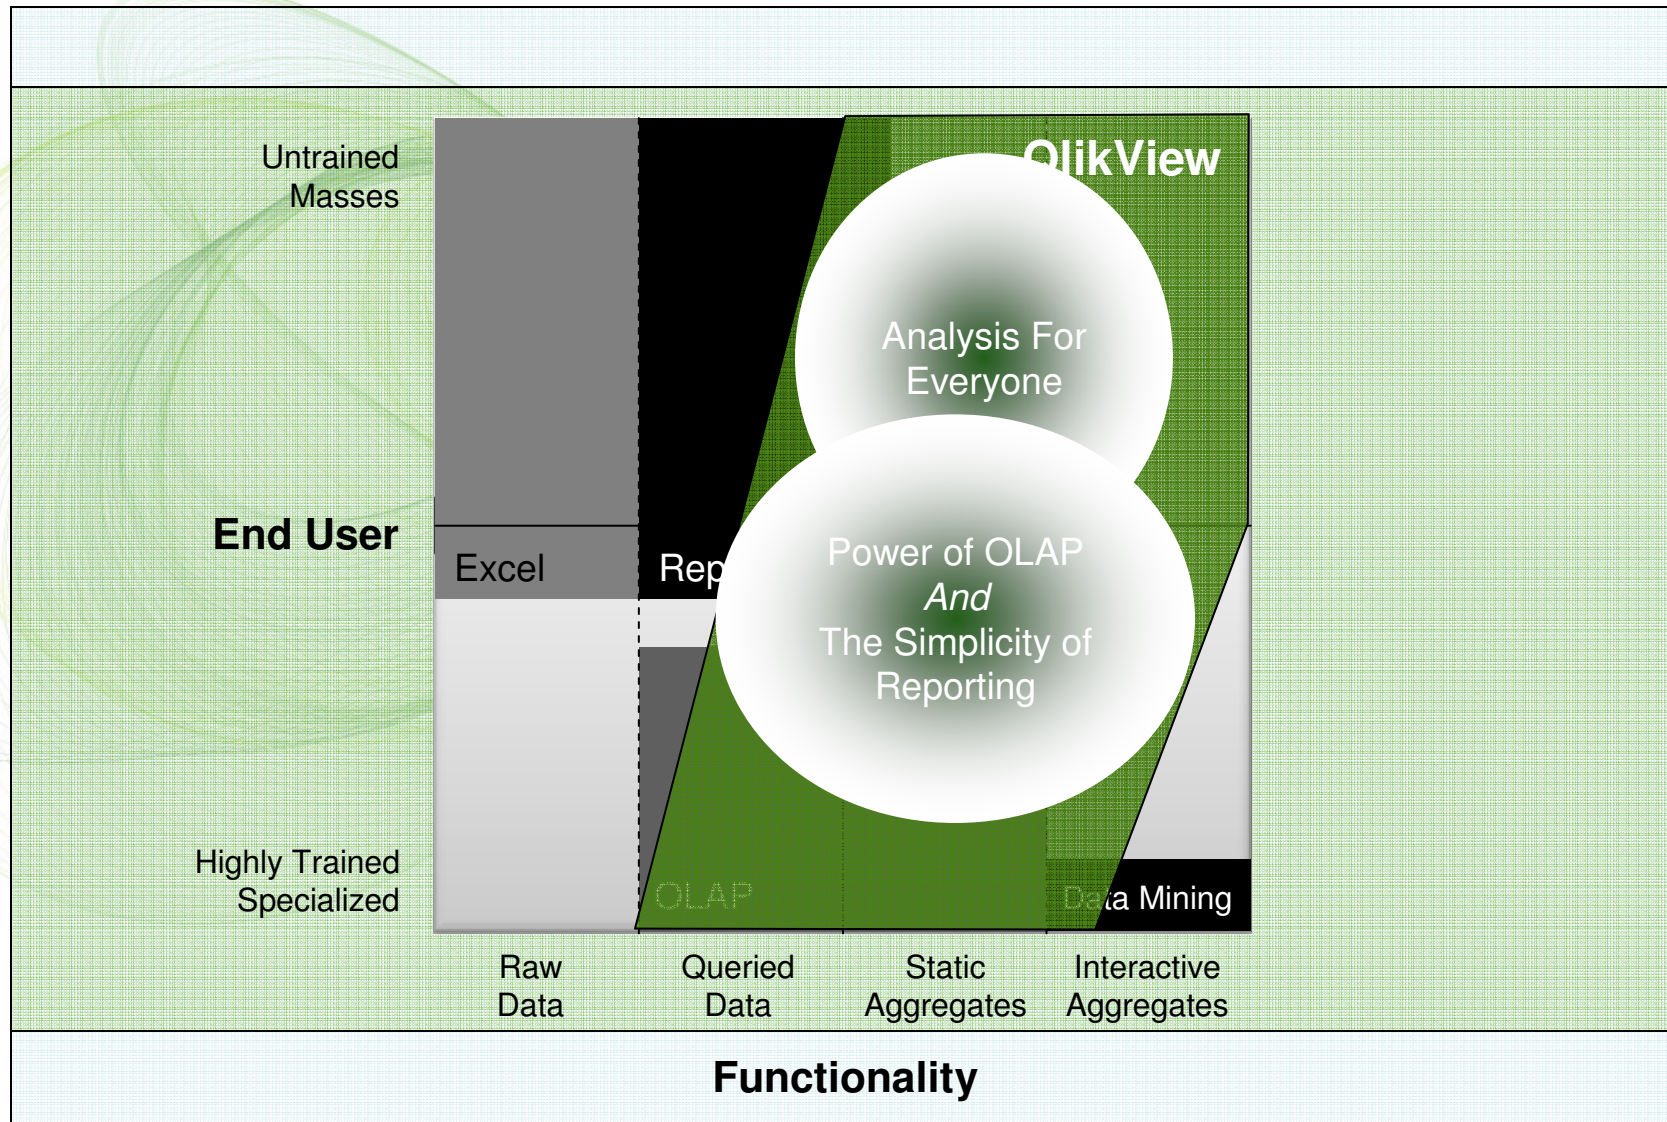 Untrained
Masses
QlikView
Analysis For
Everyone
End User
Excel
Rep
Power of OLAP
And
The Simplicity of
Reporting
Highly Trained
Specialized
OLAP
Data Mining
Raw
Data
Queried
Data
Static
Aggregates
Interactive
Aggregates
Functionality